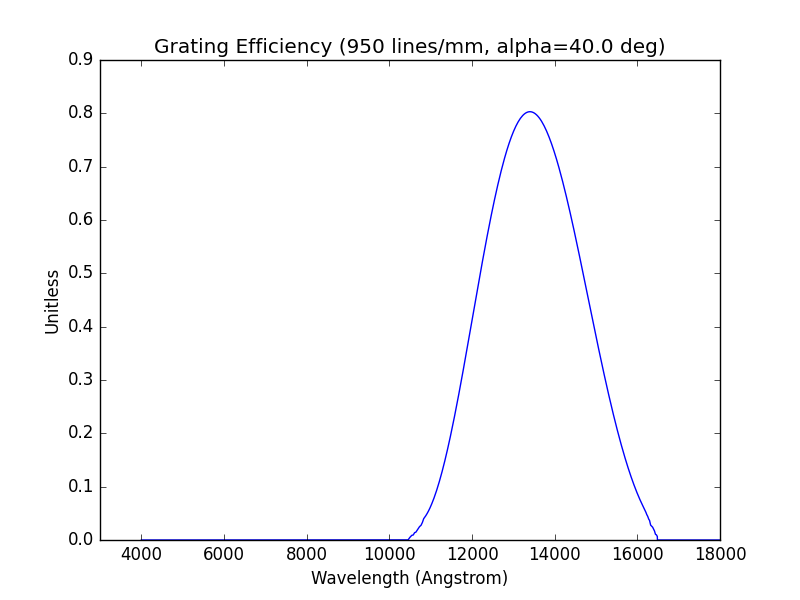 Grating Efficiency (950 lines/mm, alpha=40.0 deg)
0.9
0.8
0.7
0.6
0.5
0.4
0.3
0.2
0.1
0.0
Unitless
4000 6000 8000 10000 12000 14000 16000 18000
Wavelength (Angstrom)